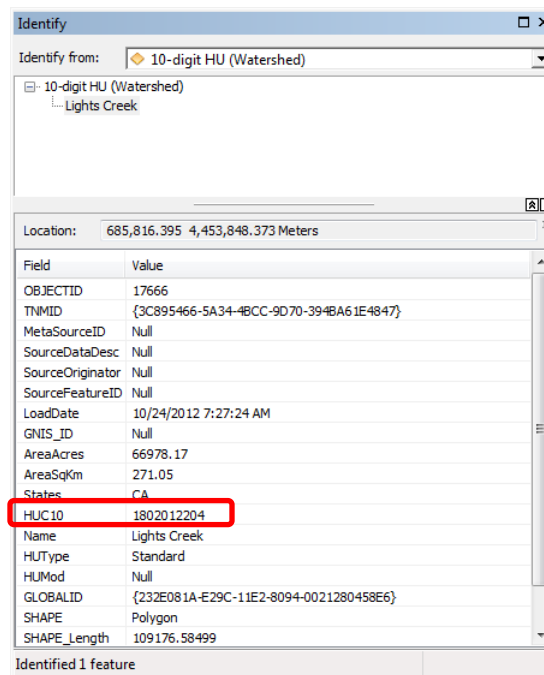 Identify
Identify from: 10-digit HU (Watershed)
10-digit HU (Watershed)
Lights Creek
Location: 685,816.395 4,453,848.373 Meters
Field Value
OBJECTID 17666
TNMID {3C895466-5A34-4BCC-9D70-394BA61E4847}
MetaSourceID Null
SourceDataDesc Null
SourceOriginator Null
SourceFeatureID Null
LoadDate 10/24/2012 7:27:24 AM
GNIS_ID Null
AreaAcres 66978.17
AreaSqKm 271.05
States CA
HUC10 1802012204
Name Lights Creek
HUType Standard
HUMod Null
GLOBALID {232E081A-E29C-11E2-8094-0021280458E6}
SHAPE Polygon
SHAPE_Length 109176.58499
Identified 1 feature